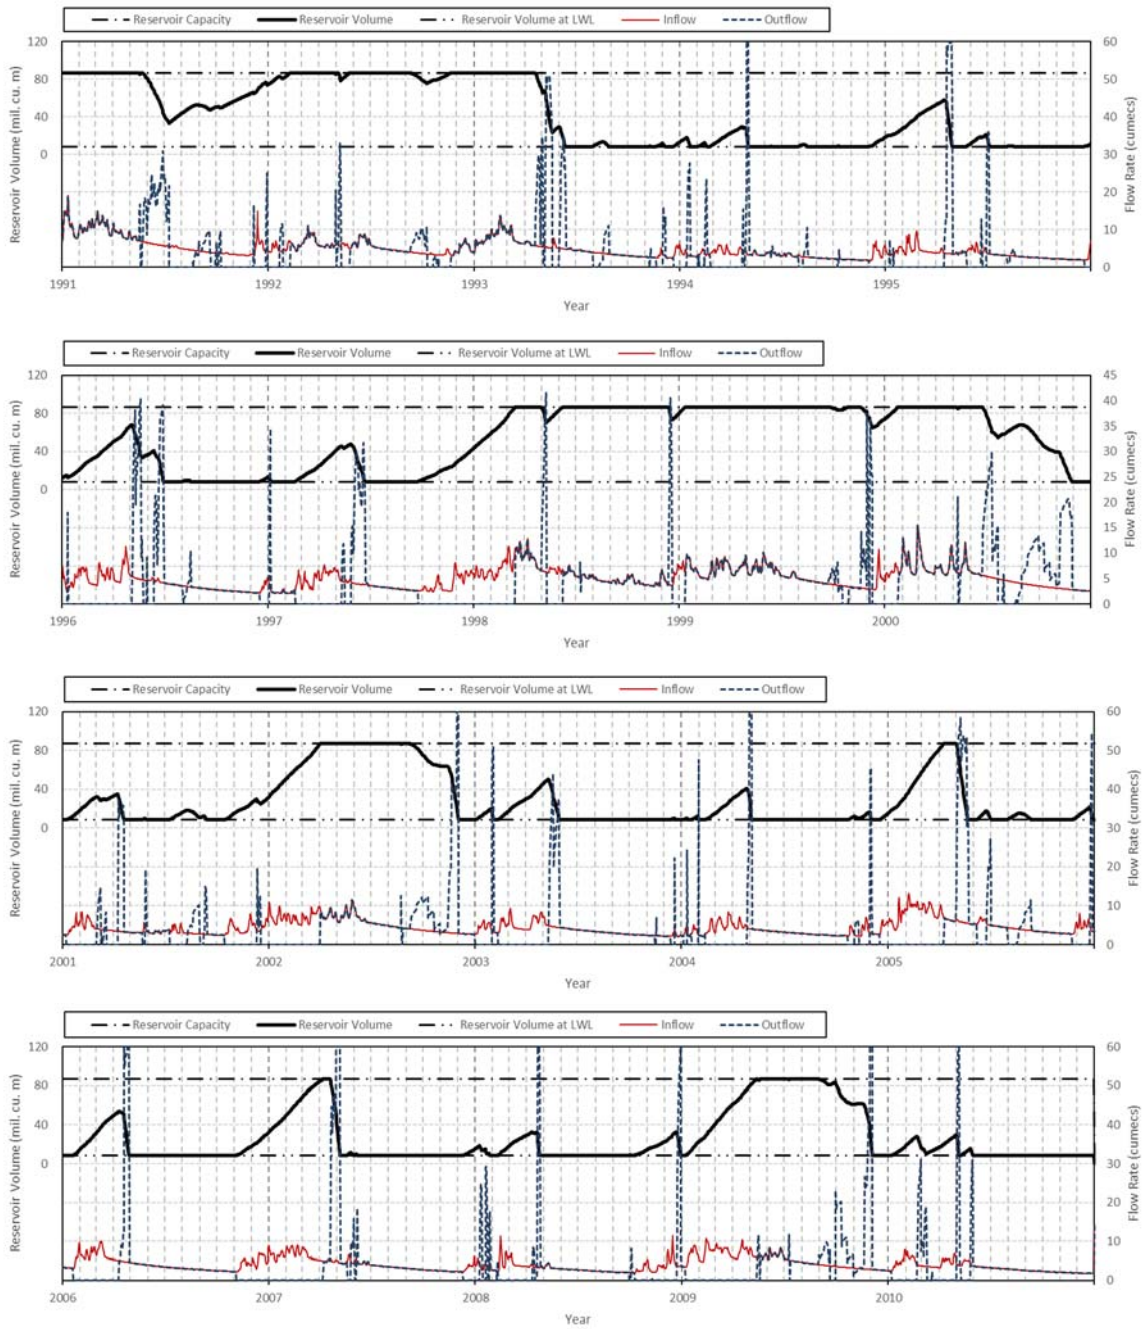 Reservoir Capacity Reservoir Volume Reservoir Volume at LWL Inflow Outflow
Reservoir Volume (mil. cu. m)
120
80
40
0
60
50
40
30
20
10
0
Flow Rate (cumecs)
1991 1992 1993 1994 1995
Year
Reservoir Capacity Reservoir Volume Reservoir Volume at LWL Inflow Outflow
Reservoir Volume (mil. cu. m)
120
80
40
0
45
40
35
30
25
20
15
10
5
0
Flow Rate (cumecs)
1996 1997 1998 1999 2000
Year
Reservoir Capacity Reservoir Volume Reservoir Volume at LWL Inflow Outflow
Reservoir Volume (mil. cu. m)
120
80
40
0
60
50
40
30
20
10
0
Flow Rate (cumecs)
2001 2002 2003 2004 2005
Year
Reservoir Capacity Reservoir Volume Reservoir Volume at LWL Inflow Outflow
Reservoir Volume (mil. cu. m)
120
80
40
0
60
50
40
30
20
10
0
Flow Rate (cumecs)
2006 2007 2008 2009 2010
Year